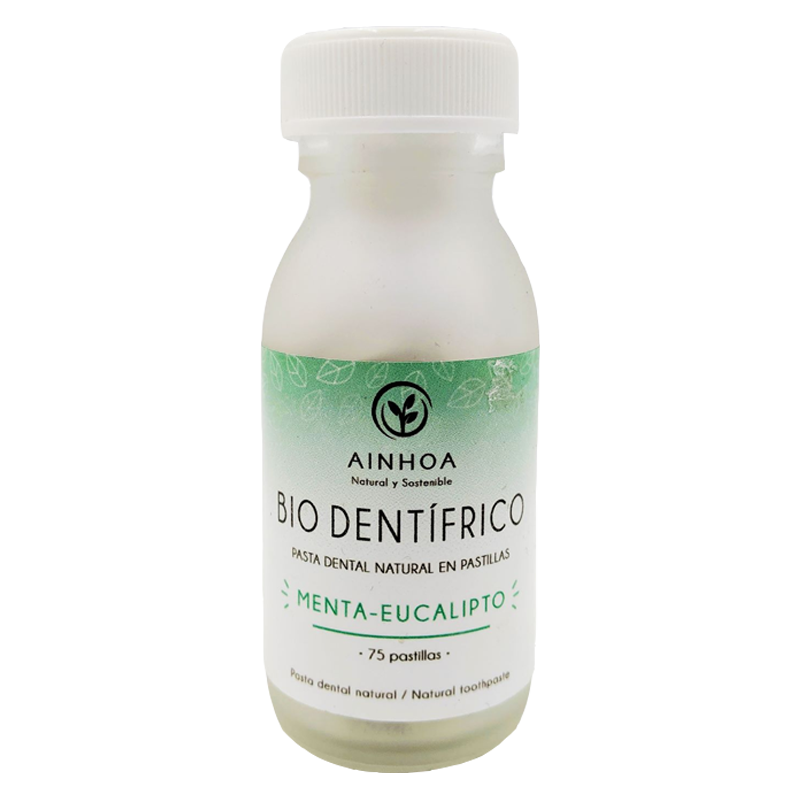 AINHOA
Natural y Sostenible
BIO DENTÍFRICO
PASTA DENTAL NATURAL EN PASTILLAS
MENTA-EUCALIPTO
· 75 pastillas ·
Pasta dental natural / Natural toothpaste